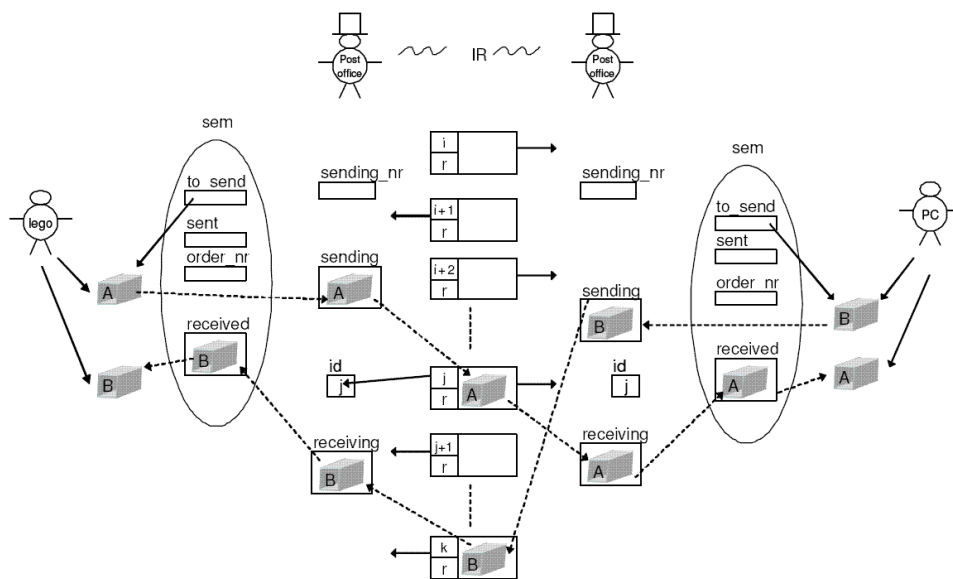 Post
office
IR
Post
office
sem
sem
i
r
to_send
sending_nr
sending_nr
lego
sent
i+1
r
to_send
PC
order_nr
sending
i+2
r
sent
A
A
order_nr
sending
B
B
received
B
id
j
j
r
A
id
j
received
A
A
B
receiving
B
j+1
r
receiving
A
k
r
B